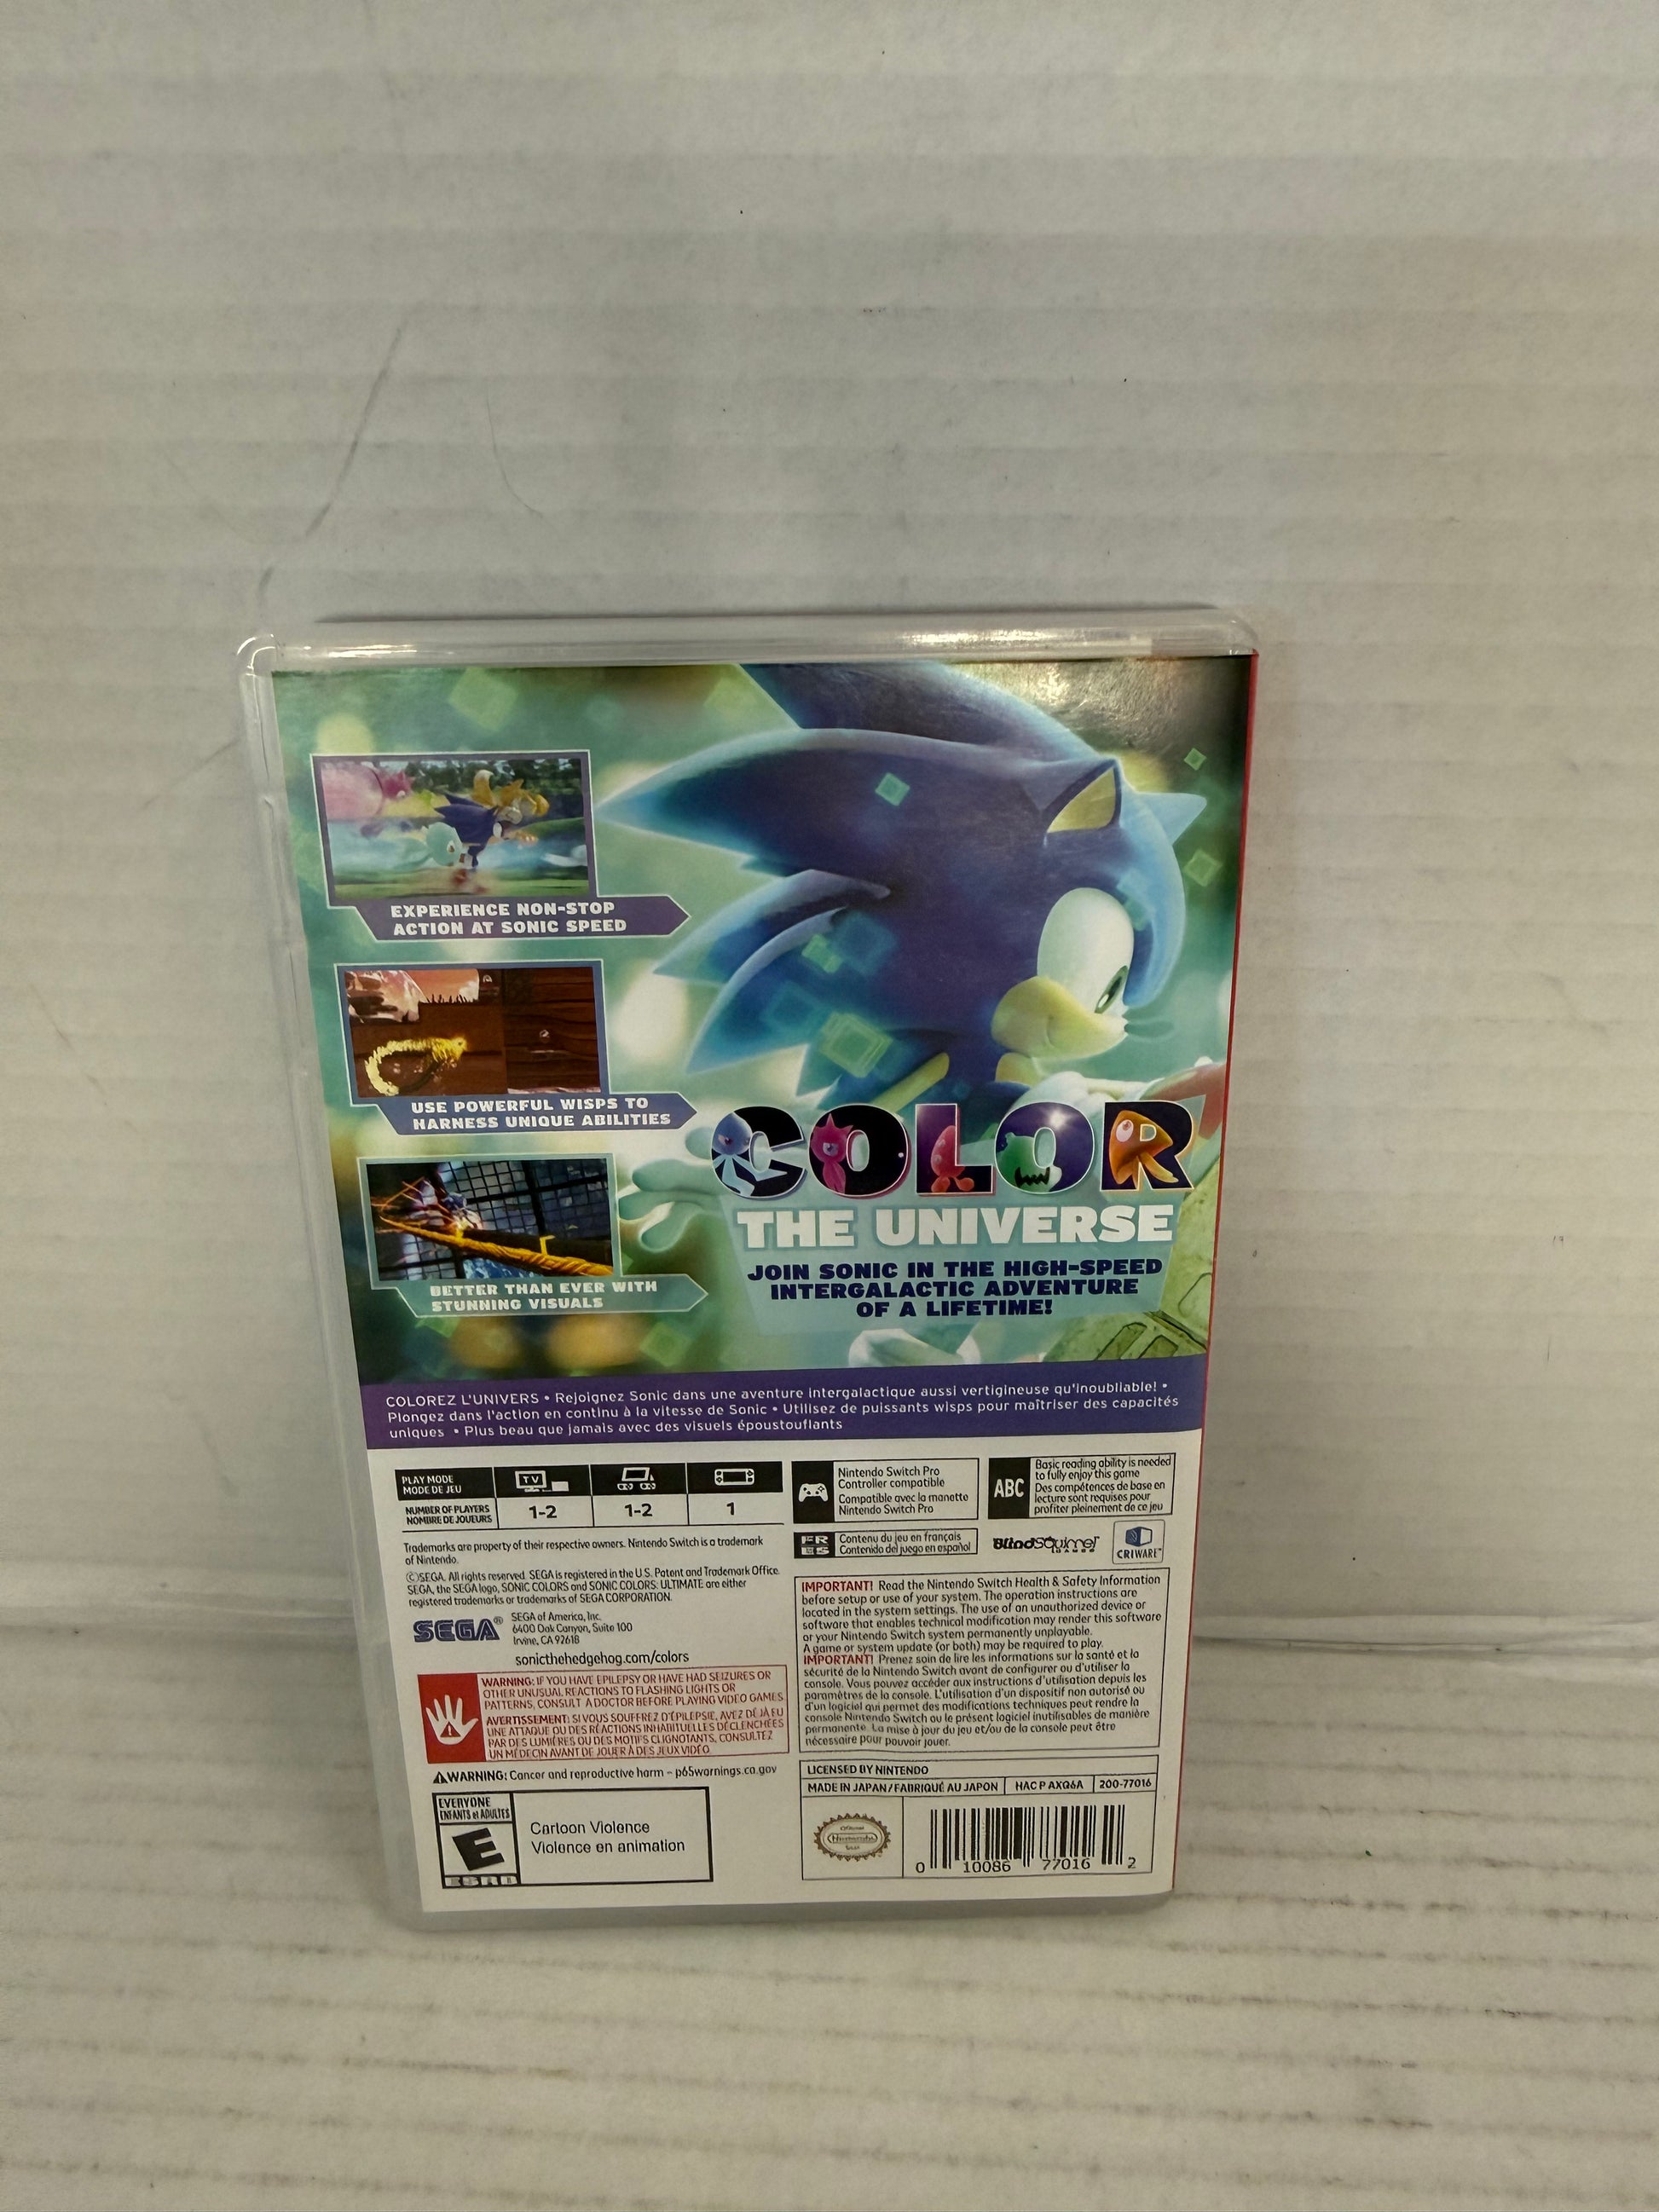 EXPERIENCE NON-STOP
ACTION AT SONIC SPEED
USE POWERFUL WISPS TO
HARNESS UNIQUE ABILITIES
BETTER THAN EVER WITH
STUNNING VISUALS
COLOR
THE UNIVERSE
JOIN SONIC IN THE HIGH-SPEED
INTERGALACTIC ADVENTURE
OF A LIFETIME!
COLOREZ L'UNIVERS • Rejoignez Sonic dans une aventure intergalactique aussi vertigineuse qu'inoubliable! •
Plongez dans l'action en continu à la vitesse de Sonic • Utilisez de puissants wisps pour maîtriser des capacités
uniques • Plus beau que jamais avec des visuels époustouflants
PLAY MODE
MODE DE JEU
TV
NUMBER OF PLAYERS
NOMBRE DE JOUEURS
1-2
1-2
1
Nintendo Switch Pro
Controller compatible
Compatible avec la manette
Nintendo Switch Pro
ABC
Basic reading ability is needed
to fully enjoy this game
Des compétences de base en
lecture sont requises pour
profiter pleinement de ce jeu
FR
ES
Contenu du jeu en français
Contenido del juego en español
BlindSquirrel
GAMES
CRIWARE™
Trademarks are property of their respective owners. Nintendo Switch is a trademark
of Nintendo.
©SEGA. All rights reserved. SEGA is registered in the U.S. Patent and Trademark Office.
SEGA, the SEGA logo, SONIC COLORS and SONIC COLORS: ULTIMATE are either
registered trademarks or trademarks of SEGA CORPORATION.
SEGA®
SEGA of America, Inc.
6400 Oak Canyon, Suite 100
Irvine, CA 92618
sonicthehedgehog.com/colors
WARNING: IF YOU HAVE EPILEPSY OR HAVE HAD SEIZURES OR
OTHER UNUSUAL REACTIONS TO FLASHING LIGHTS OR
PATTERNS, CONSULT A DOCTOR BEFORE PLAYING VIDEO GAMES.
AVERTISSEMENT: SI VOUS SOUFFREZ D'ÉPILEPSIE, AVEZ DÉJÀ EU
UNE ATTAQUE OU DES RÉACTIONS INHABITUELLES DÉCLENCHÉES
PAR DES LUMIÈRES OU DES MOTIFS CLIGNOTANTS, CONSULTEZ
UN MÉDECIN AVANT DE JOUER À DES JEUX VIDÉO
WARNING: Cancer and reproductive harm – p65warnings.ca.gov
EVERYONE
ENFANTS et ADULTES
E
ESRB
Cartoon Violence
Violence en animation
IMPORTANT! Read the Nintendo Switch Health & Safety Information
before setup or use of your system. The operation instructions are
located in the system settings. The use of an unauthorized device or
software that enables technical modification may render this software
or your Nintendo Switch system permanently unplayable.
A game or system update (or both) may be required to play.
IMPORTANT! Prenez soin de lire les informations sur la santé et la
sécurité de la Nintendo Switch avant de configurer ou d'utiliser la
console. Vous pouvez accéder aux instructions d'utilisation depuis les
paramètres de la console. L'utilisation d'un dispositif non autorisé ou
d'un logiciel qui permet des modifications techniques peut rendre la
console Nintendo Switch ou le présent logiciel inutilisables de manière
permanente. La mise à jour du jeu et/ou de la console peut être
nécessaire pour pouvoir jouer.
LICENSED BY NINTENDO
MADE IN JAPAN / FABRIQUÉ AU JAPON
HAC P AXQ6A
200-77016
Official
Nintendo
Seal
0 10086 77016 2